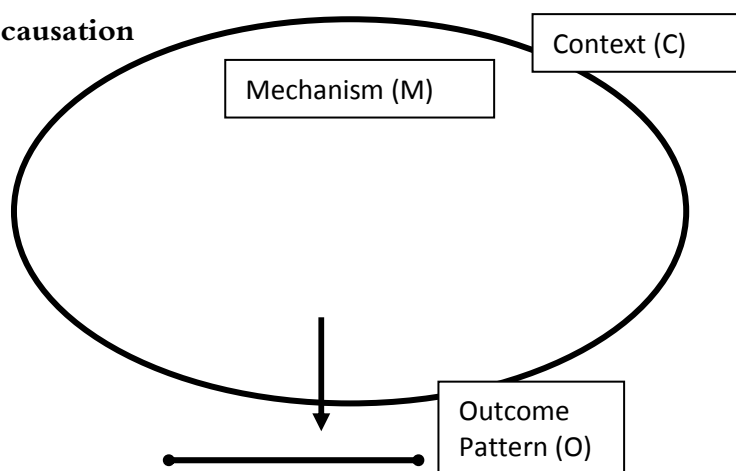 causation
Context (C)
Mechanism (M)
Outcome
Pattern (O)